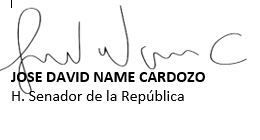 JOSE DAVID NAME CARDOZO
H. Senador de la República